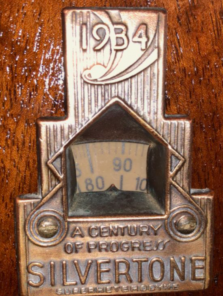 1934
90
80 10
A CENTURY
OF PROGRESS
SILVERTONE